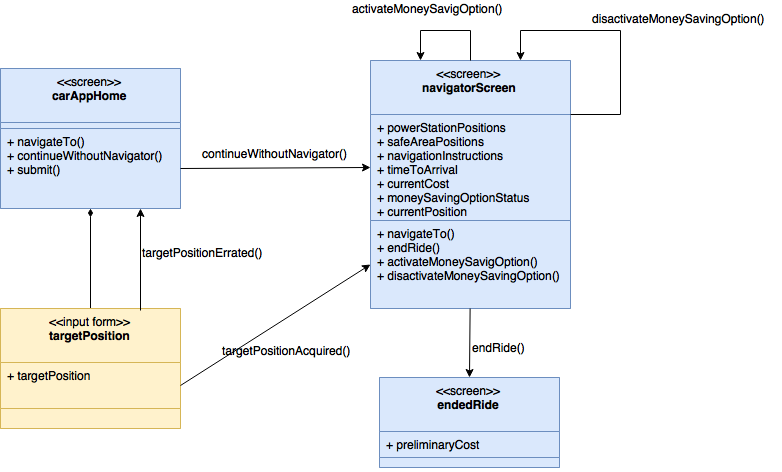 activateMoneySavigOption()
disactivateMoneySavingOption()
<<screen>>
carAppHome
+ navigateTo()
+ continueWithoutNavigator()
+ submit()
continueWithoutNavigator()
<<screen>>
navigatorScreen
+ powerStationPositions
+ safeAreaPositions
+ navigationInstructions
+ timeToArrival
+ currentCost
+ moneySavingOptionStatus
+ currentPosition
+ navigateTo()
+ endRide()
+ activateMoneySavigOption()
+ disactivateMoneySavingOption()
targetPositionErrated()
<<input form>>
targetPosition
+ targetPosition
targetPositionAcquired()
endRide()
<<screen>>
endedRide
+ preliminaryCost